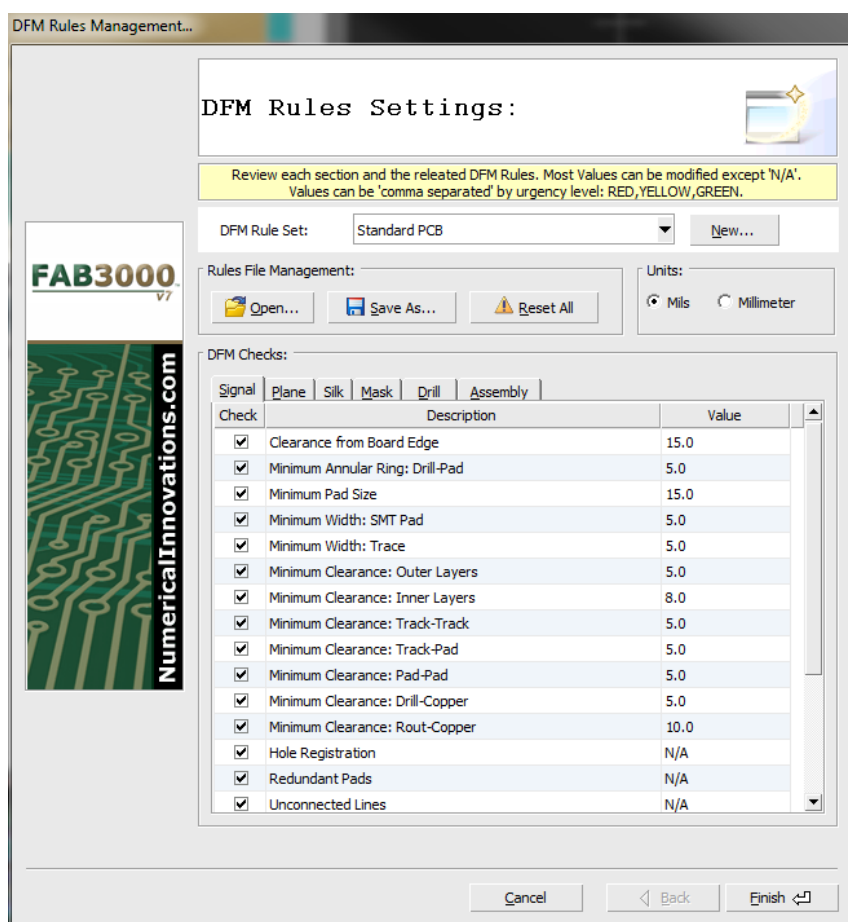 DFM Rules Management...
DFM Rules Settings:
Review each section and the releated DFM Rules. Most Values can be modified except 'N/A'.
Values can be 'comma separated' by urgency level: RED,YELLOW,GREEN.
DFM Rule Set: Standard PCB New...
FAB3000
V7
NumericalInnovations.com
Rules File Management: Units:
Open... Save As... Reset All Mils Millimeter
DFM Checks:
Signal Plane Silk Mask Drill Assembly
Check Description Value
Clearance from Board Edge 15.0
Minimum Annular Ring: Drill-Pad 5.0
Minimum Pad Size 15.0
Minimum Width: SMT Pad 5.0
Minimum Width: Trace 5.0
Minimum Clearance: Outer Layers 5.0
Minimum Clearance: Inner Layers 8.0
Minimum Clearance: Track-Track 5.0
Minimum Clearance: Track-Pad 5.0
Minimum Clearance: Pad-Pad 5.0
Minimum Clearance: Drill-Copper 5.0
Minimum Clearance: Rout-Copper 10.0
Hole Registration N/A
Redundant Pads N/A
Unconnected Lines N/A
Cancel Back Finish